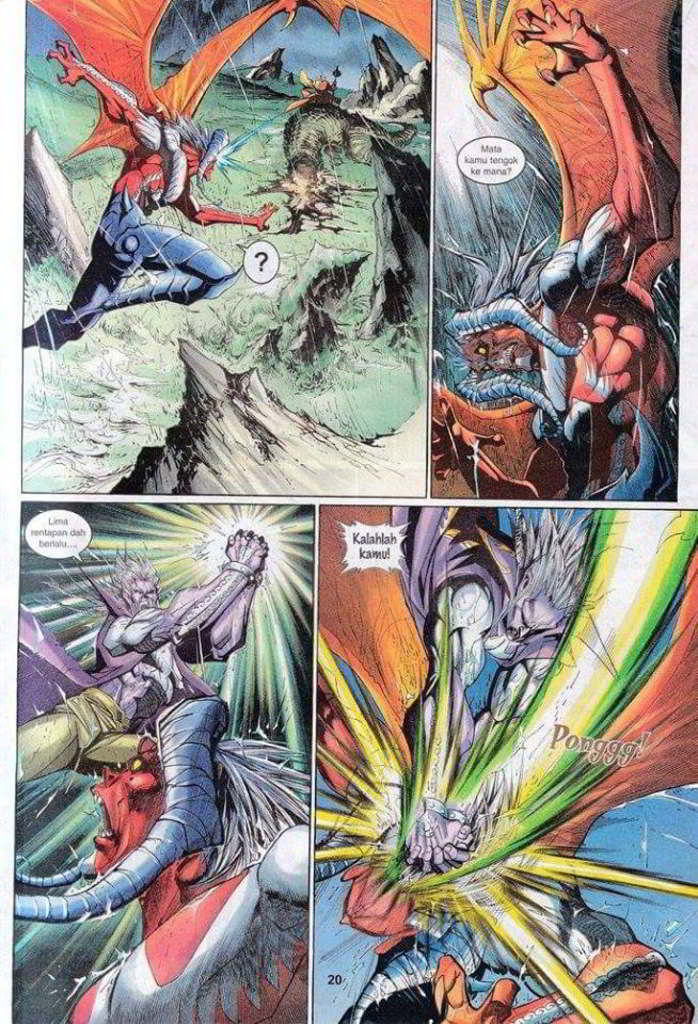 ?
Mata
kamu tengok
ke mana?
Lima
rentapan dah
berlalu...
Kalahlah
kamu!
Ponggg!
20